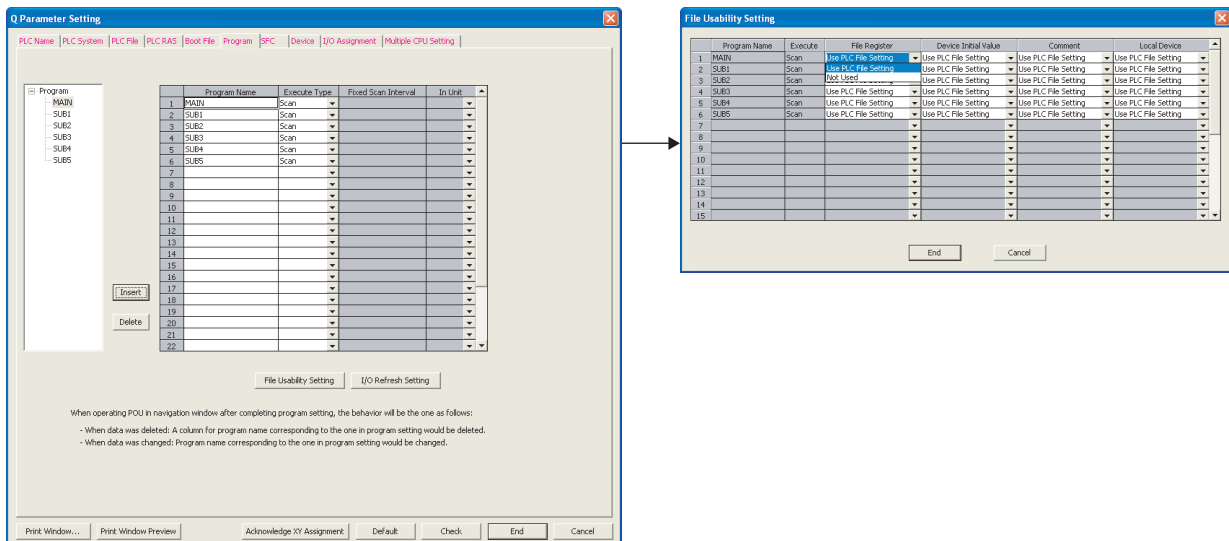 Q Parameter Setting
PLC Name PLC System PLC File PLC RAS Boot File Program SFC Device I/O Assignment Multiple CPU Setting
Program
MAIN
SUB1
SUB2
SUB3
SUB4
SUB5
Program Name Execute Type Fixed Scan Interval In Unit
1 MAIN Scan
2 SUB1 Scan
3 SUB2 Scan
4 SUB3 Scan
5 SUB4 Scan
6 SUB5 Scan
7
8
9
10
11
12
13
14
15
16
17
18
19
20
21
22
Insert
Delete
File Usability Setting I/O Refresh Setting
When operating POU in navigation window after completing program setting, the behavior will be the one as follows:
- When data was deleted: A column for program name corresponding to the one in program setting would be deleted.
- When data was changed: Program name corresponding to the one in program setting would be changed.
Print Window... Print Window Preview Acknowledge XY Assignment Default Check End Cancel
File Usability Setting
Program Name Execute File Register Device Initial Value Comment Local Device
1 MAIN Scan Use PLC File Setting Use PLC File Setting Use PLC File Setting Use PLC File Setting
2 SUB1 Scan Use PLC File Setting Use PLC File Setting Use PLC File Setting Use PLC File Setting
3 SUB2 Scan Not Used Use PLC File Setting Use PLC File Setting Use PLC File Setting
4 SUB3 Scan Use PLC File Setting Use PLC File Setting Use PLC File Setting Use PLC File Setting
5 SUB4 Scan Use PLC File Setting Use PLC File Setting Use PLC File Setting Use PLC File Setting
6 SUB5 Scan Use PLC File Setting Use PLC File Setting Use PLC File Setting Use PLC File Setting
7
8
9
10
11
12
13
14
15
End Cancel